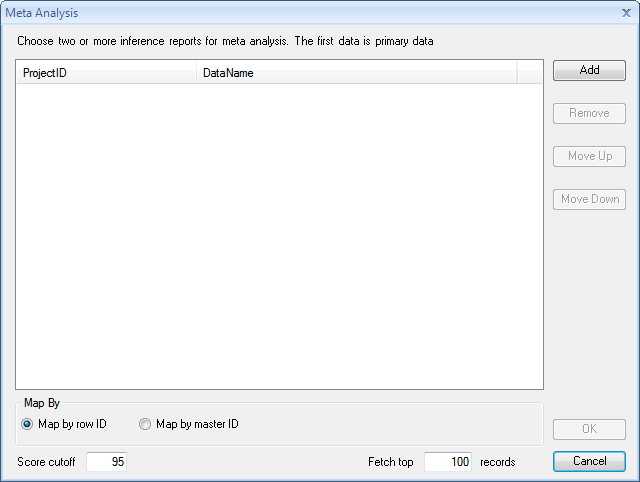 Meta Analysis
Choose two or more inference reports for meta analysis. The first data is primary data
ProjectID DataName
Add
Remove
Move Up
Move Down
Map By
Map by row ID Map by master ID
OK
Score cutoff 95 Fetch top 100 records
Cancel